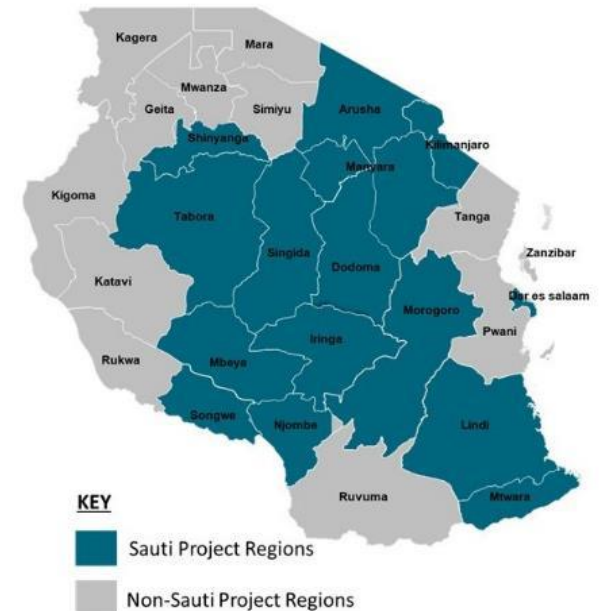 Kagera
Mara
Mwanza
Geita
Simiyu
Arusha
Shinyanga
Kilimanjaro
Manyara
Kigoma
Tabora
Tanga
Singida
Zanzibar
Katavi
Dodoma
Dar es salaam
Morogoro
Pwani
Iringa
Rukwa
Mbeya
Songwe
Njombe
Lindi
Ruvuma
Mtwara
KEY
Sauti Project Regions
Non-Sauti Project Regions